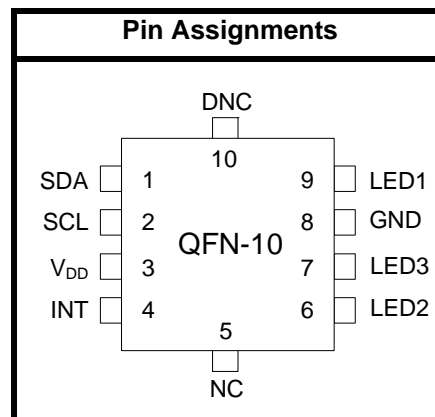 Pin Assignments
DNC
10
SDA 1 9 LED1
SCL 2 8 GND
QFN-10
VDD 3 7 LED3
INT 4 6 LED2
5
NC